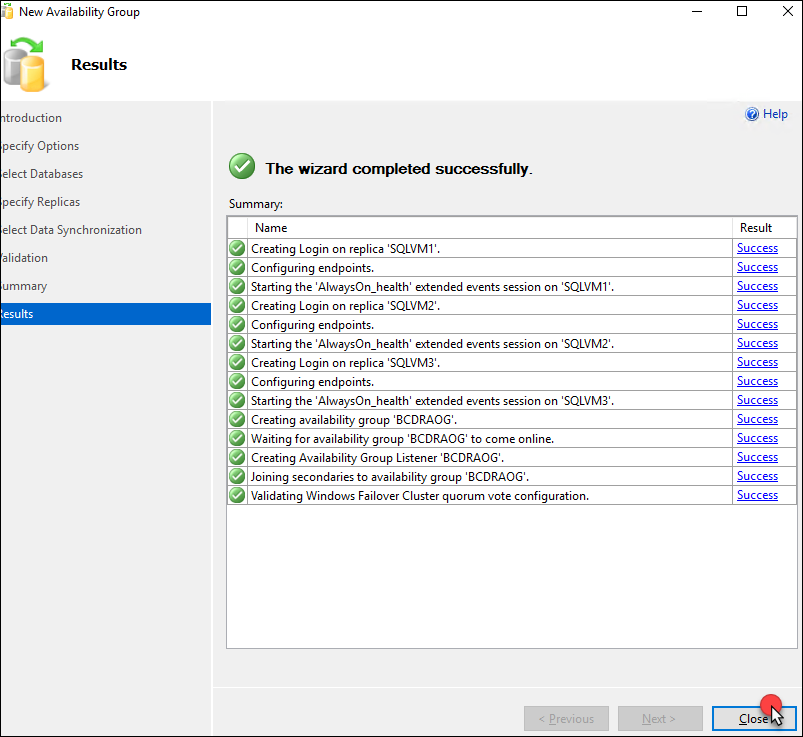 New Availability Group
Results
Help
ntroduction
pecify Options
elect Databases
pecify Replicas
elect Data Synchronization
alidation
ummary
esults
The wizard completed successfully.
Summary:
Name Result
Creating Login on replica 'SQLVM1'. Success
Configuring endpoints. Success
Starting the 'AlwaysOn_health' extended events session on 'SQLVM1'. Success
Creating Login on replica 'SQLVM2'. Success
Configuring endpoints. Success
Starting the 'AlwaysOn_health' extended events session on 'SQLVM2'. Success
Creating Login on replica 'SQLVM3'. Success
Configuring endpoints. Success
Starting the 'AlwaysOn_health' extended events session on 'SQLVM3'. Success
Creating availability group 'BCDRAOG'. Success
Waiting for availability group 'BCDRAOG' to come online. Success
Creating Availability Group Listener 'BCDRAOG'. Success
Joining secondaries to availability group 'BCDRAOG'. Success
Validating Windows Failover Cluster quorum vote configuration. Success
< Previous Next > Close